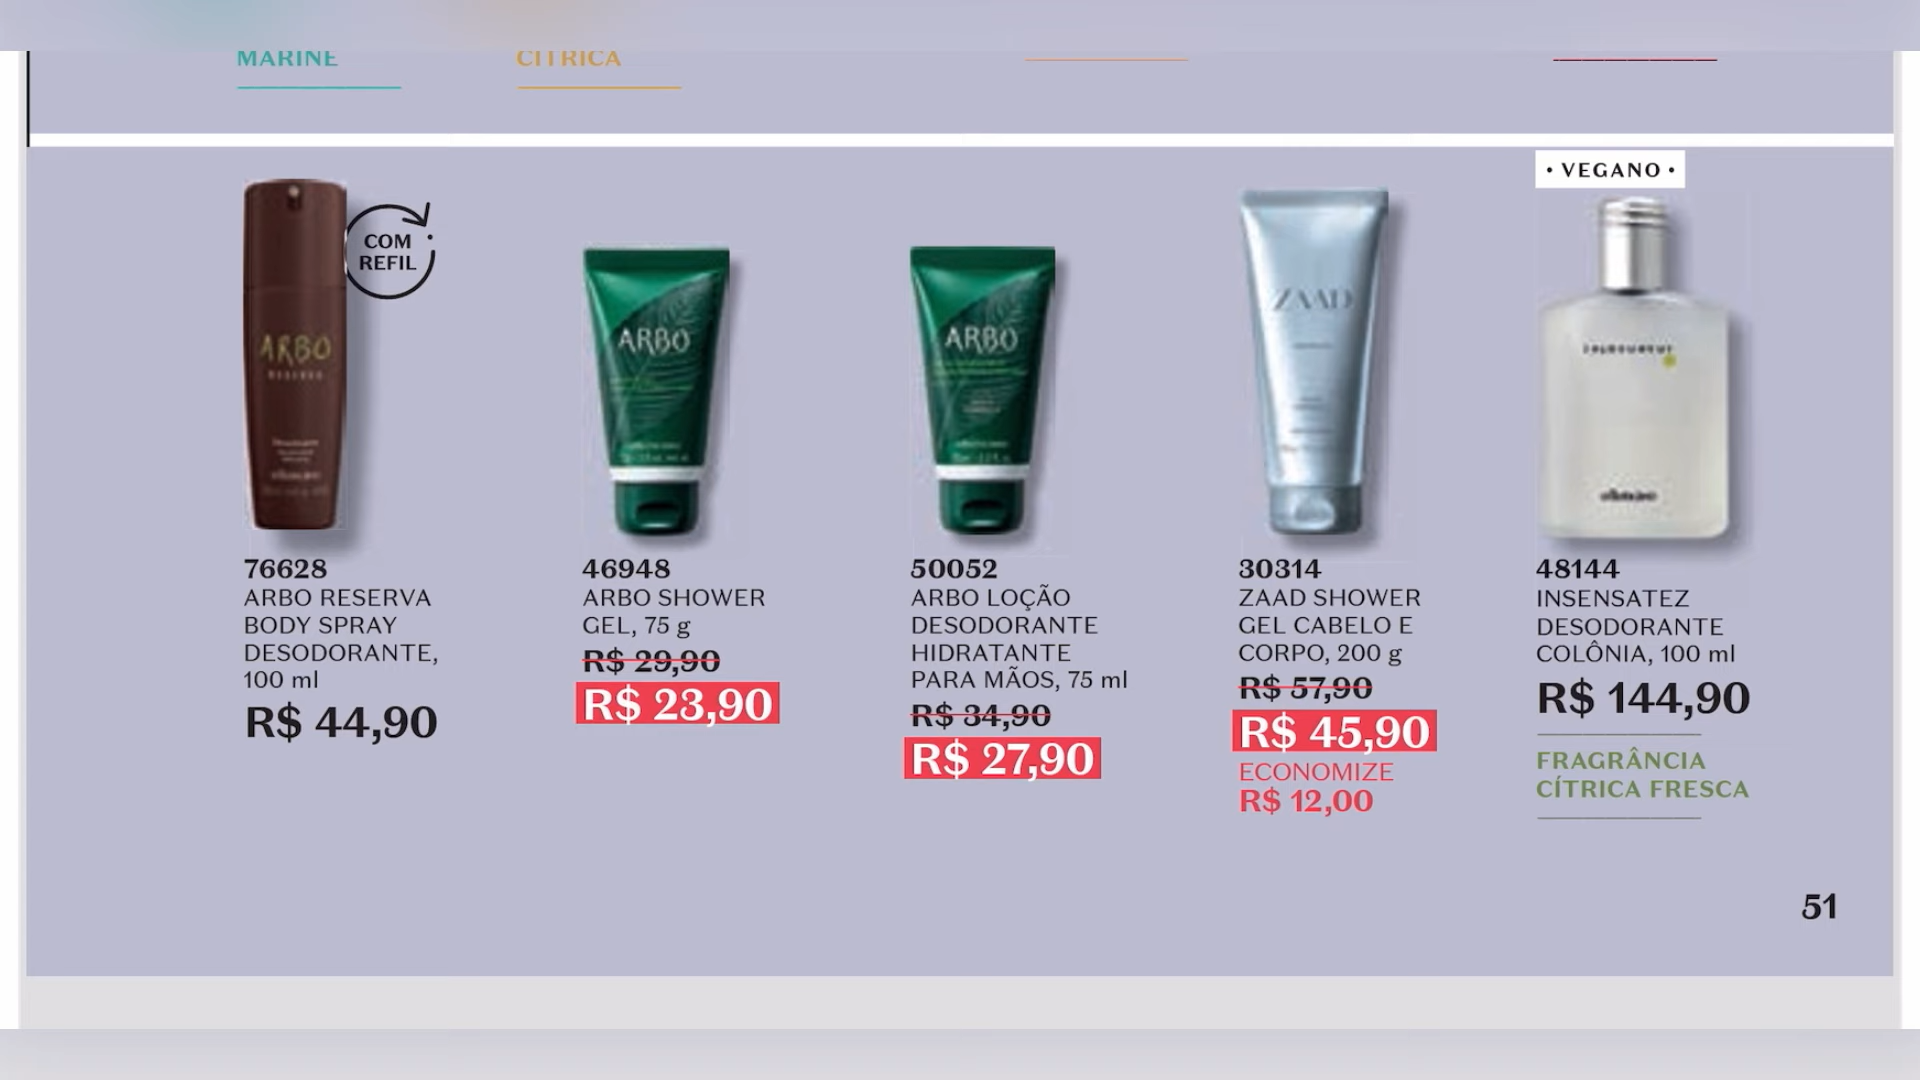 MARINE
CÍTRICA
COM
REFIL
ARBO
RESERVA
76628
ARBO RESERVA
BODY SPRAY
DESODORANTE,
100 ml
R$ 44,90
ARBO
46948
ARBO SHOWER
GEL, 75 g
R$ 29,90
R$ 23,90
ARBO
50052
ARBO LOÇÃO
DESODORANTE
HIDRATANTE
PARA MÃOS, 75 ml
R$ 34,90
R$ 27,90
ZAAD
30314
ZAAD SHOWER
GEL CABELO E
CORPO, 200 g
R$ 57,90
R$ 45,90
ECONOMIZE
R$ 12,00
• VEGANO •
48144
INSENSATEZ
DESODORANTE
COLÔNIA, 100 ml
R$ 144,90
FRAGRÂNCIA
CÍTRICA FRESCA
51